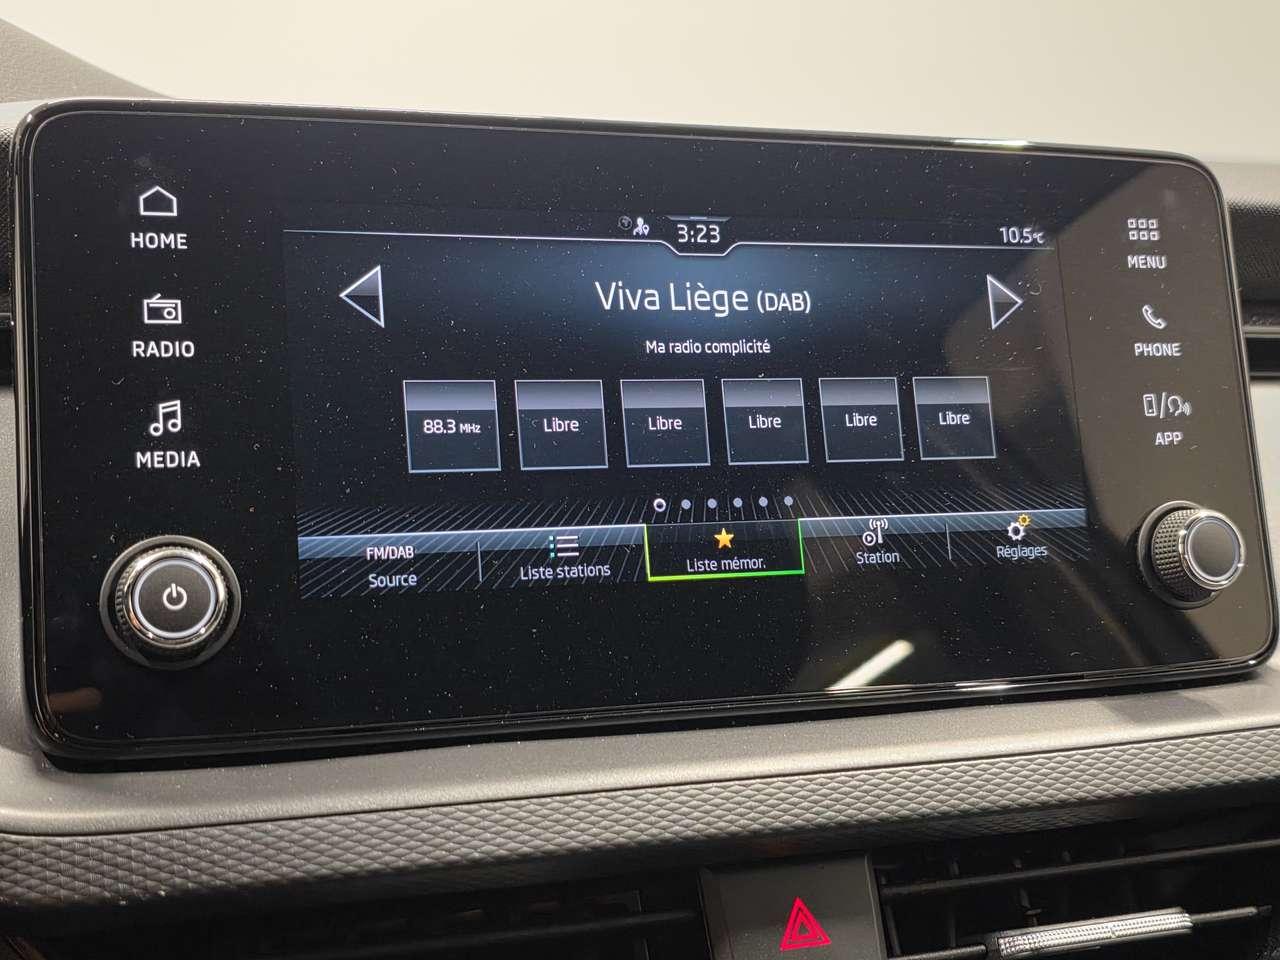 HOME
RADIO
MEDIA
3:23
10.5°C
Viva Liège (DAB)
Ma radio complicité
88.3 MHz
Libre
Libre
Libre
Libre
Libre
FM/DAB
Source
Liste stations
Liste mémor.
Station
Réglages
MENU
PHONE
APP